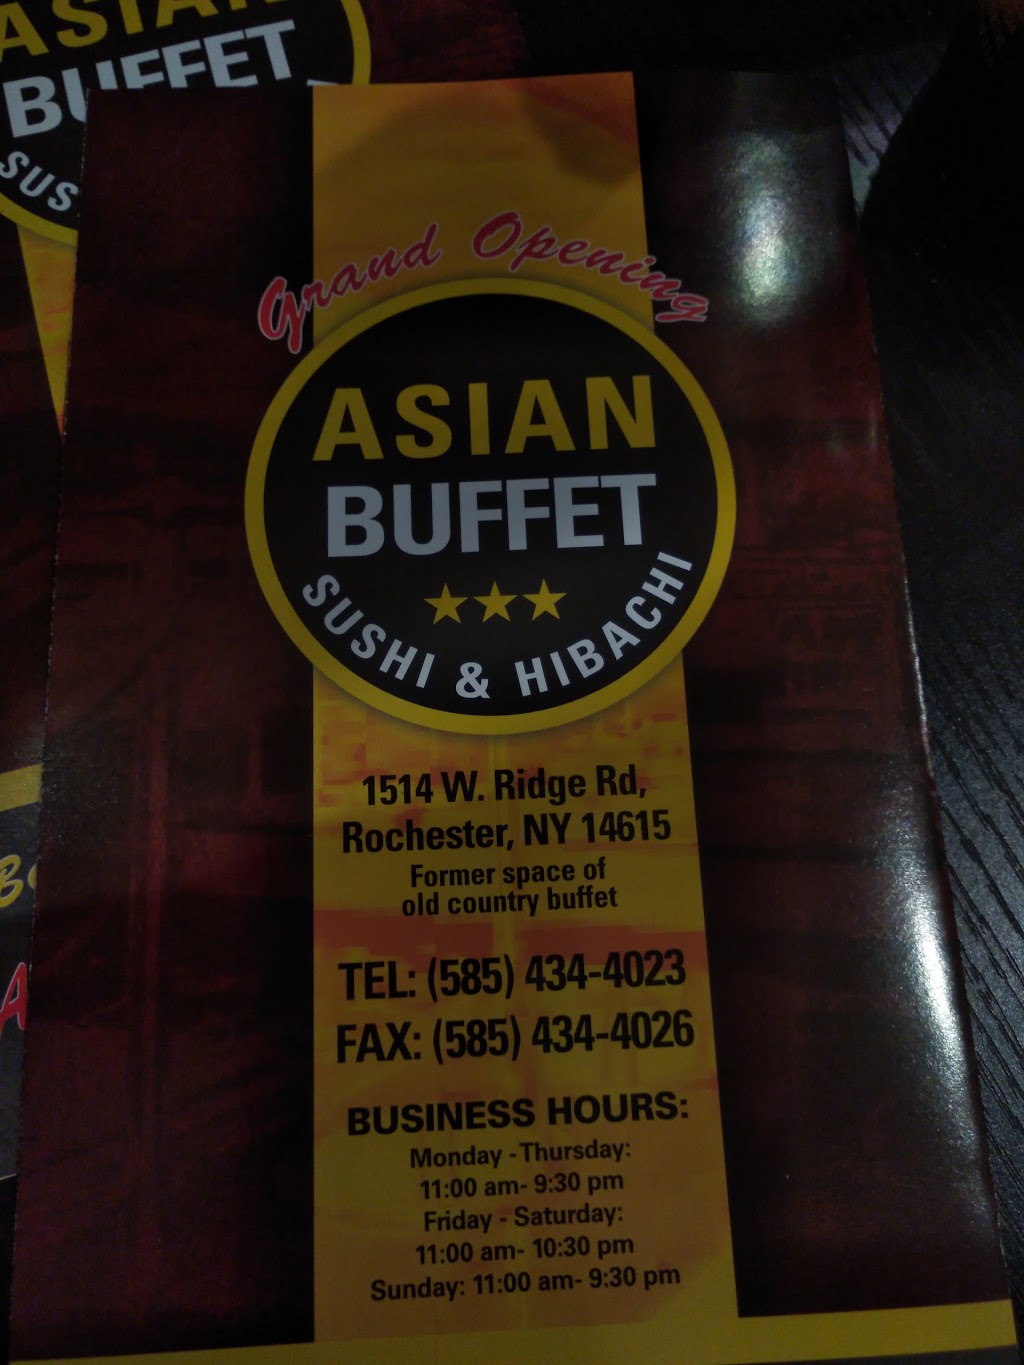 ASIAN
BUFFET
SUS
Grand Opening
ASIAN
BUFFET
SUSHI & HIBACHI
1514 W. Ridge Rd,
Rochester, NY 14615
Former space of
old country buffet
TEL: (585) 434-4023
FAX: (585) 434-4026
BUSINESS HOURS:
Monday - Thursday:
11:00 am- 9:30 pm
Friday - Saturday:
11:00 am- 10:30 pm
Sunday: 11:00 am- 9:30 pm